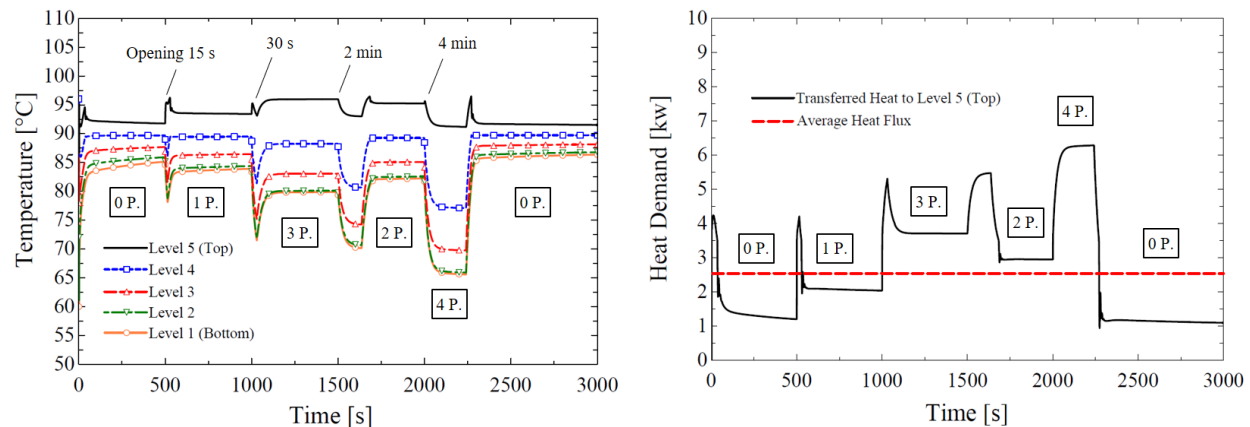 110
105
100
95
90
85
80
75
70
65
60
55
50
Temperature [°C]
Opening 15 s
30 s
2 min
4 min
0 P.
1 P.
3 P.
2 P.
4 P.
0 P.
Level 5 (Top)
Level 4
Level 3
Level 2
Level 1 (Bottom)
0 500 1000 1500 2000 2500 3000
Time [s]
10
9
8
7
6
5
4
3
2
1
0
Heat Demand [kw]
Transferred Heat to Level 5 (Top)
Average Heat Flux
0 P.
1 P.
3 P.
2 P.
4 P.
0 P.
0 500 1000 1500 2000 2500 3000
Time [s]